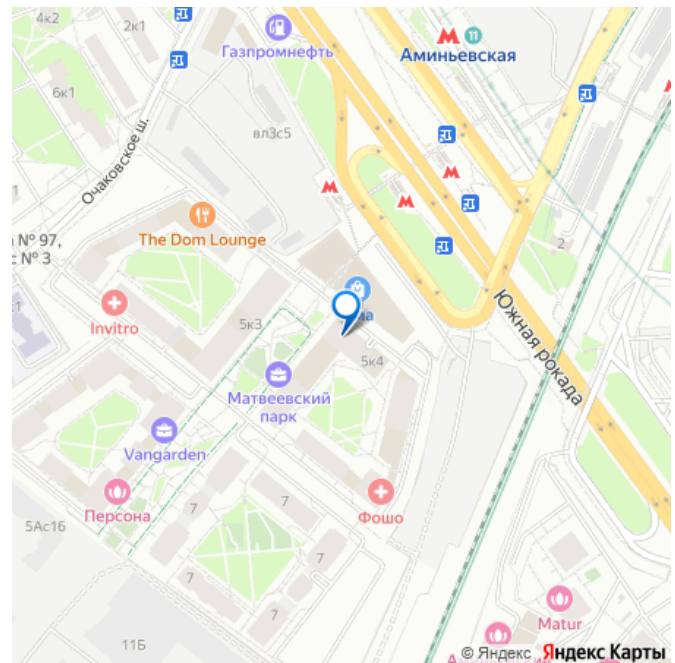 4к2
2к1
Газпромнефть
11
Аминьевская
6к1
вл3с5
Очаковское ш.
The Dom Lounge
№ 97,
с № 3
2
Invitro
5к3
5к4
Южная рокада
Матвеевский
парк
Vangarden
Персона
Фошо
5Ас16
7
7
7
7
7
11Б
Matur
© Яндекс Яндекс Карты